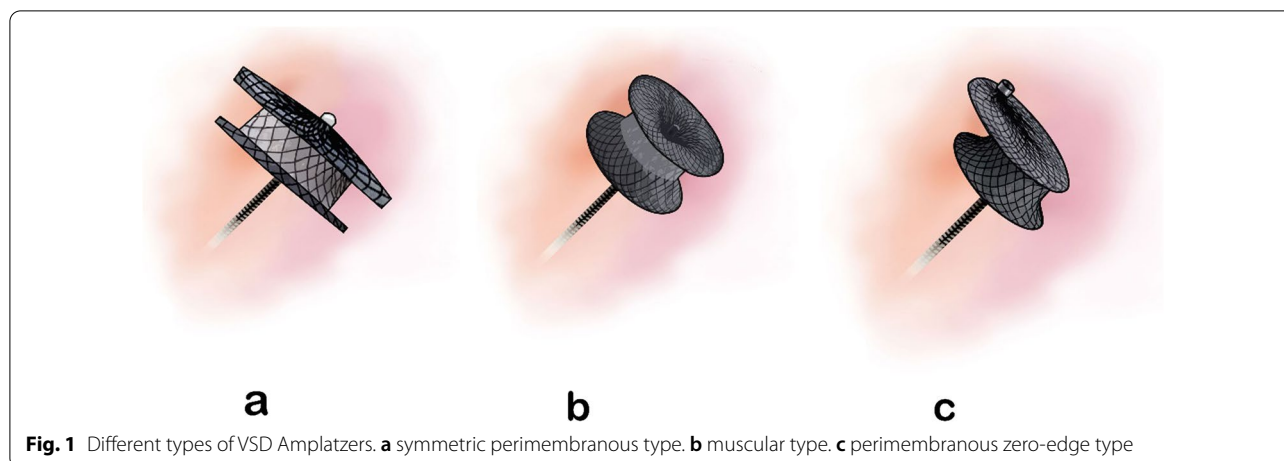 a b c
Fig. 1 Different types of VSD Amplatzers. a symmetric perimembranous type. b muscular type. c perimembranous zero-edge type